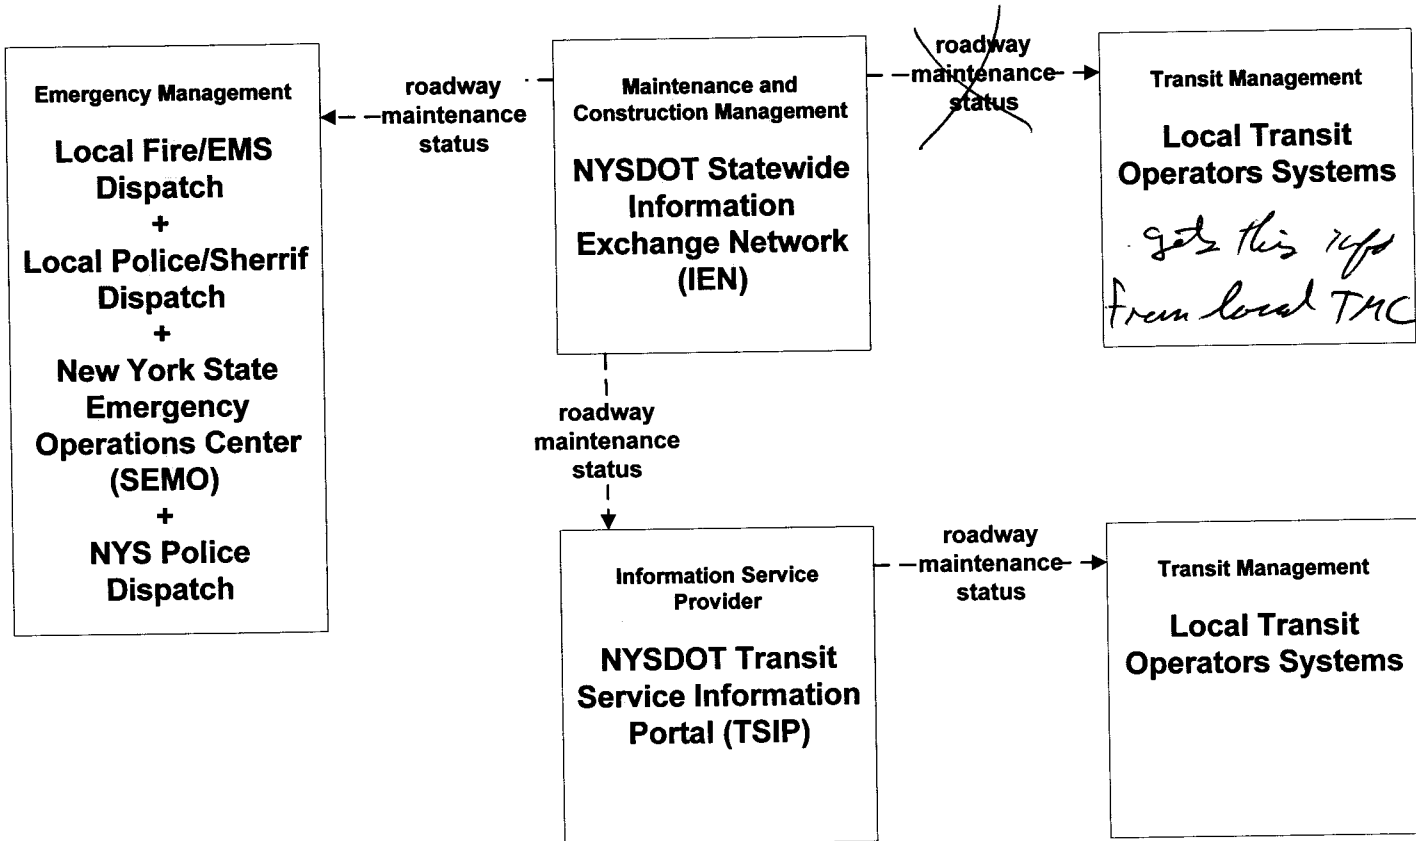 Emergency Management
Local Fire/EMS
Dispatch
+
Local Police/Sherrif
Dispatch
+
New York State
Emergency
Operations Center
(SEMO)
+
NYS Police
Dispatch
roadway
maintenance
status
Maintenance and
Construction Management
NYSDOT Statewide
Information
Exchange Network
(IEN)
roadway
maintenance
status
Transit Management
Local Transit
Operators Systems
gets this info
from local TMC
roadway
maintenance
status
Information Service
Provider
NYSDOT Transit
Service Information
Portal (TSIP)
roadway
maintenance
status
Transit Management
Local Transit
Operators Systems